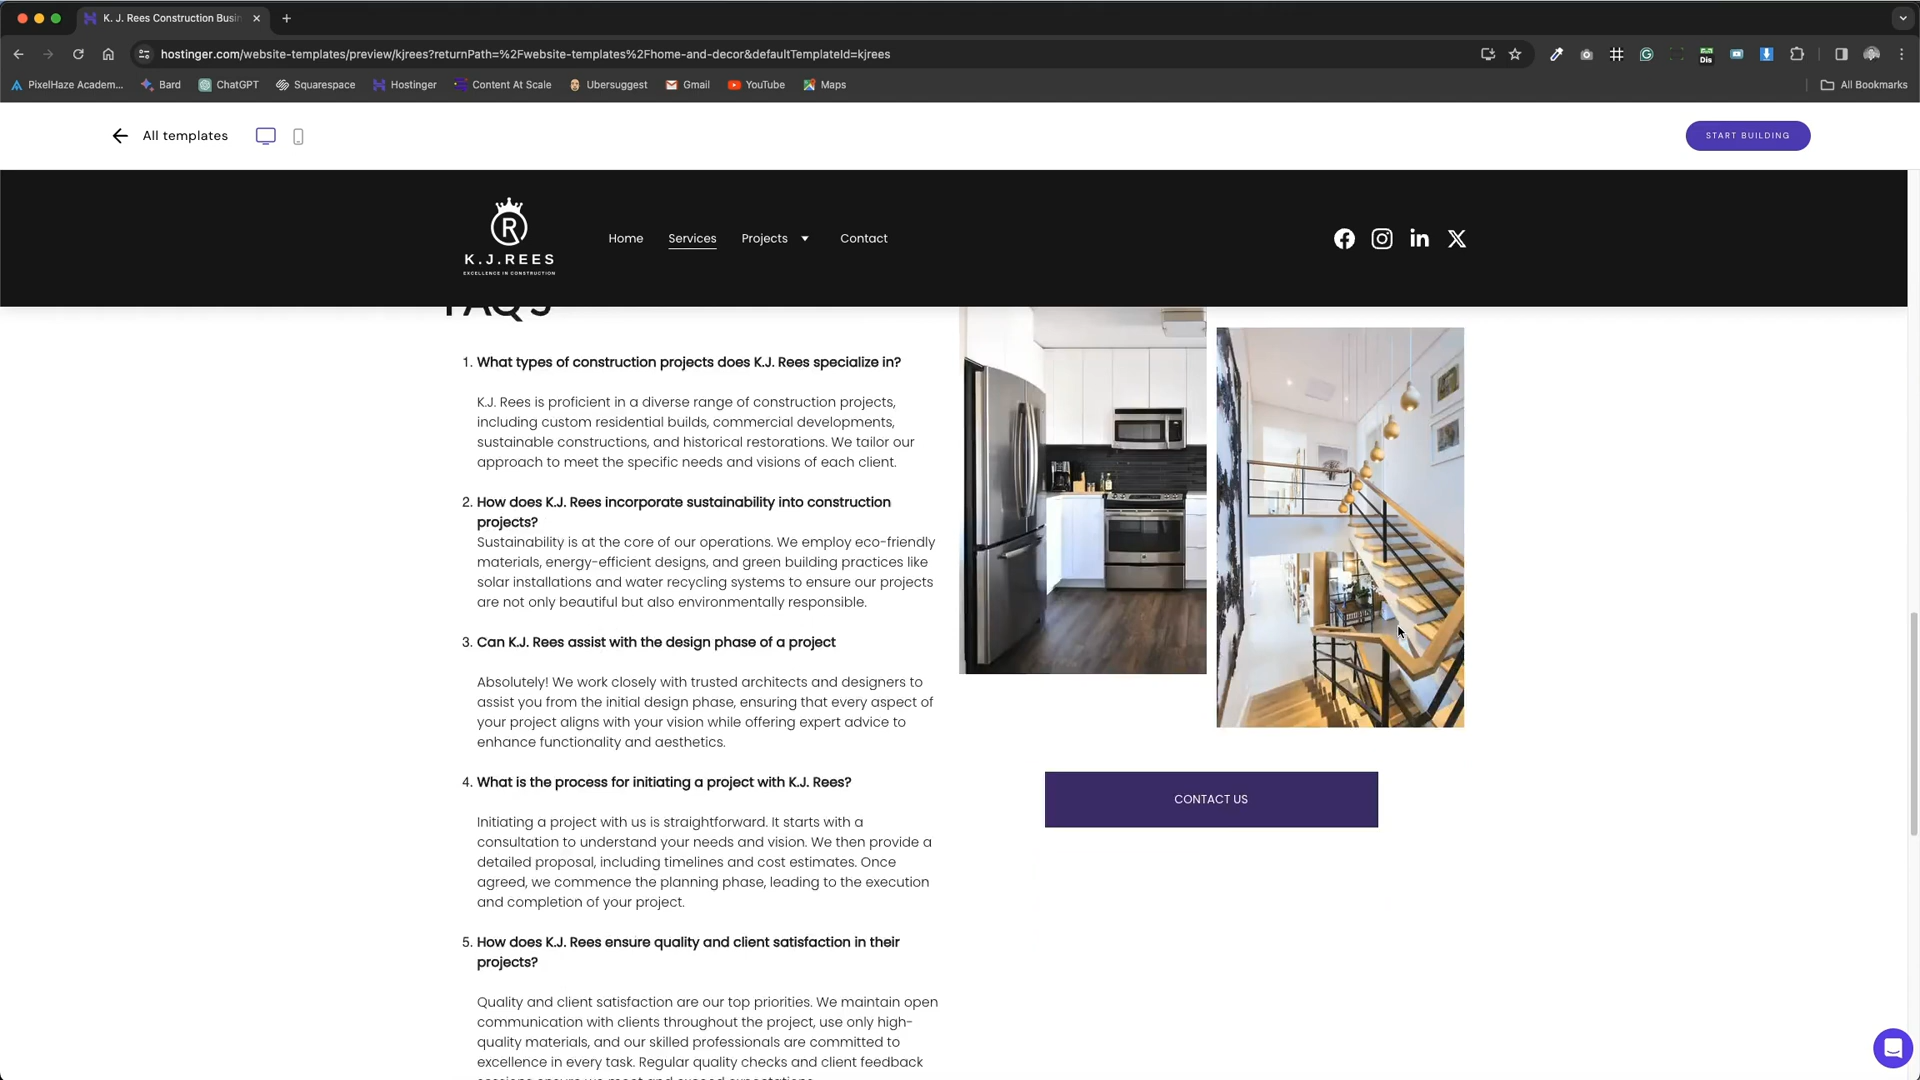 K. J. Rees Construction Busin
hostinger.com/website-templates/preview/kjrees?returnPath=%2Fwebsite-templates%2Fhome-and-decor&defaultTemplateId=kjrees
Dis
PixelHaze Academ...
Bard
ChatGPT
Squarespace
Hostinger
Content At Scale
Ubersuggest
Gmail
YouTube
Maps
All Bookmarks
All templates
START BUILDING
R
K.J.REES
EXCELLENCE IN CONSTRUCTION
Home
Services
Projects
Contact
FAQ's
1. What types of construction projects does K.J. Rees specialize in?
K.J. Rees is proficient in a diverse range of construction projects,
including custom residential builds, commercial developments,
sustainable constructions, and historical restorations. We tailor our
approach to meet the specific needs and visions of each client.
2. How does K.J. Rees incorporate sustainability into construction
projects?
Sustainability is at the core of our operations. We employ eco-friendly
materials, energy-efficient designs, and green building practices like
solar installations and water recycling systems to ensure our projects
are not only beautiful but also environmentally responsible.
3. Can K.J. Rees assist with the design phase of a project
Absolutely! We work closely with trusted architects and designers to
assist you from the initial design phase, ensuring that every aspect of
your project aligns with your vision while offering expert advice to
enhance functionality and aesthetics.
4. What is the process for initiating a project with K.J. Rees?
Initiating a project with us is straightforward. It starts with a
consultation to understand your needs and vision. We then provide a
detailed proposal, including timelines and cost estimates. Once
agreed, we commence the planning phase, leading to the execution
and completion of your project.
5. How does K.J. Rees ensure quality and client satisfaction in their
projects?
Quality and client satisfaction are our top priorities. We maintain open
communication with clients throughout the project, use only high-
quality materials, and our skilled professionals are committed to
excellence in every task. Regular quality checks and client feedback
CONTACT US